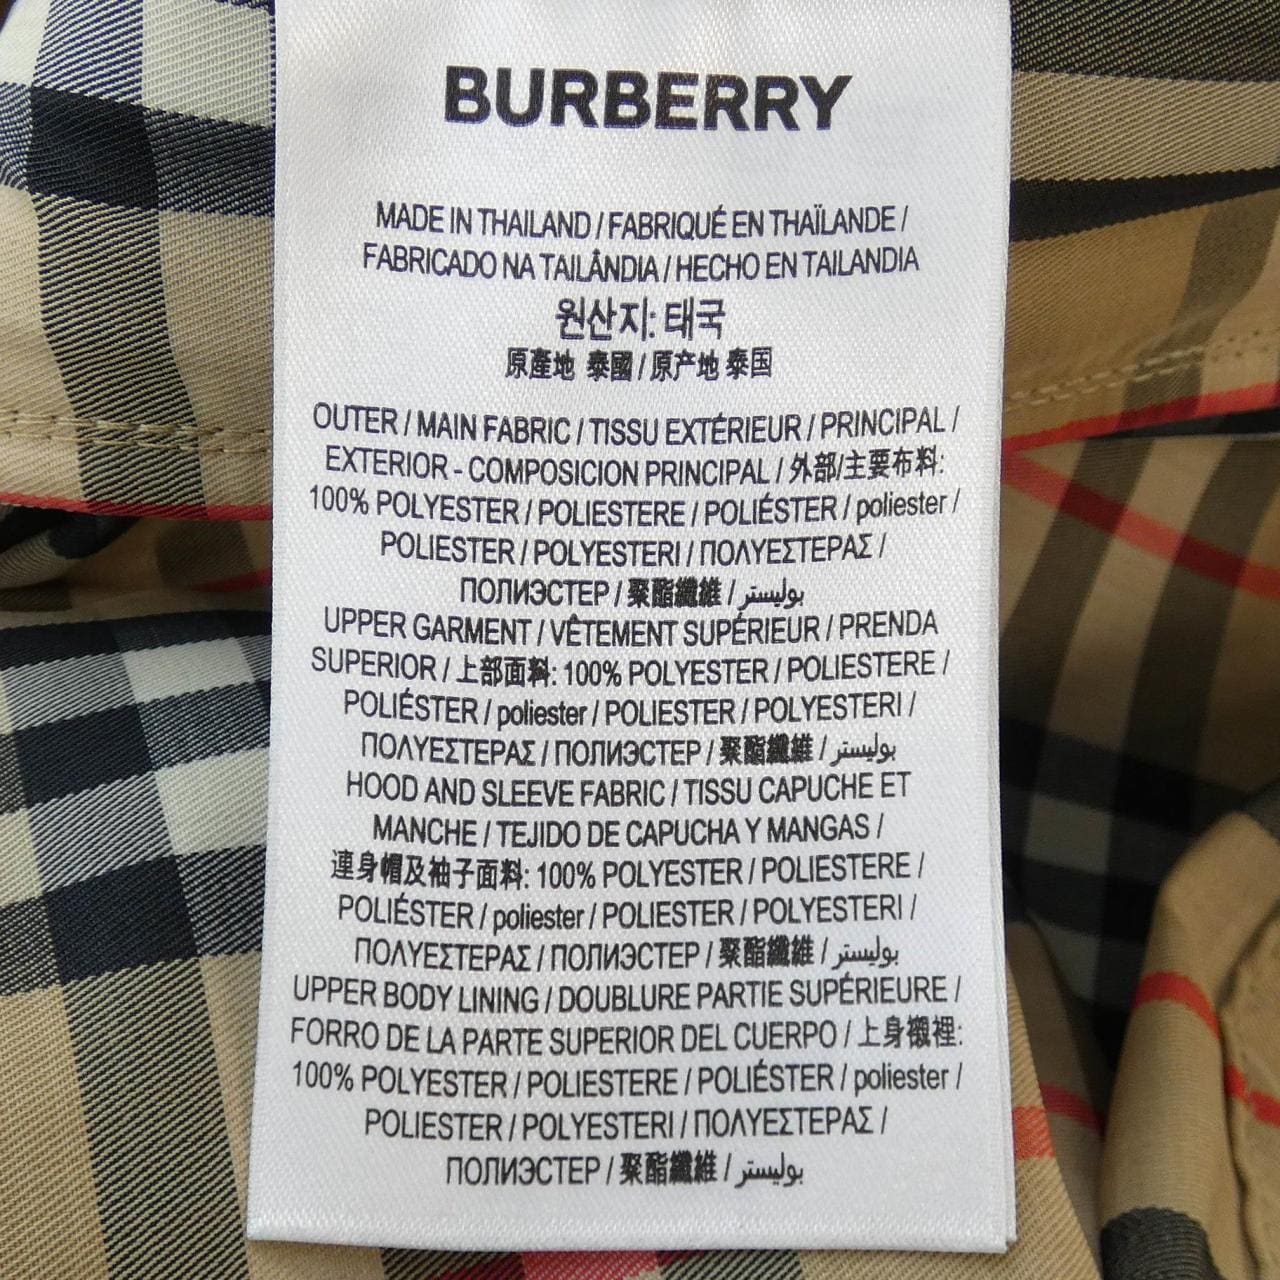 BURBERRY
MADE IN THAILAND / FABRIQUÉ EN THAÏLANDE /
FABRICADO NA TAILÂNDIA / HECHO EN TAILANDIA
원산지: 태국
原產地 泰國 / 原产地 泰国
OUTER / MAIN FABRIC / TISSU EXTÉRIEUR / PRINCIPAL /
EXTERIOR - COMPOSICION PRINCIPAL / 外部/主要布料:
100% POLYESTER / POLIESTERE / POLIÉSTER / poliester /
POLIESTER / POLYESTERI / ΠΟΛΥΕΣΤΕΡΑΣ /
ПОЛИЭСТЕР / 聚酯纖維 / بوليستر
UPPER GARMENT / VÊTEMENT SUPÉRIEUR / PRENDA
SUPERIOR / 上部面料: 100% POLYESTER / POLIESTERE /
POLIÉSTER / poliester / POLIESTER / POLYESTERI /
ΠΟΛΥΕΣΤΕΡΑΣ / ПОЛИЭСТЕР / 聚酯纖維 / بوليستر
HOOD AND SLEEVE FABRIC / TISSU CAPUCHE ET
MANCHE / TEJIDO DE CAPUCHA Y MANGAS /
連身帽及袖子面料: 100% POLYESTER / POLIESTERE /
POLIÉSTER / poliester / POLIESTER / POLYESTERI /
ΠΟΛΥΕΣΤΕΡΑΣ / ПОЛИЭСТЕР / 聚酯纖維 / بوليستر
UPPER BODY LINING / DOUBLURE PARTIE SUPÉRIEURE /
FORRO DE LA PARTE SUPERIOR DEL CUERPO / 上身襯裡:
100% POLYESTER / POLIESTERE / POLIÉSTER / poliester /
POLIESTER / POLYESTERI / ΠΟΛΥΕΣΤΕΡΑΣ /
ПОЛИЭСТЕР / 聚酯纖維 / بوليستر